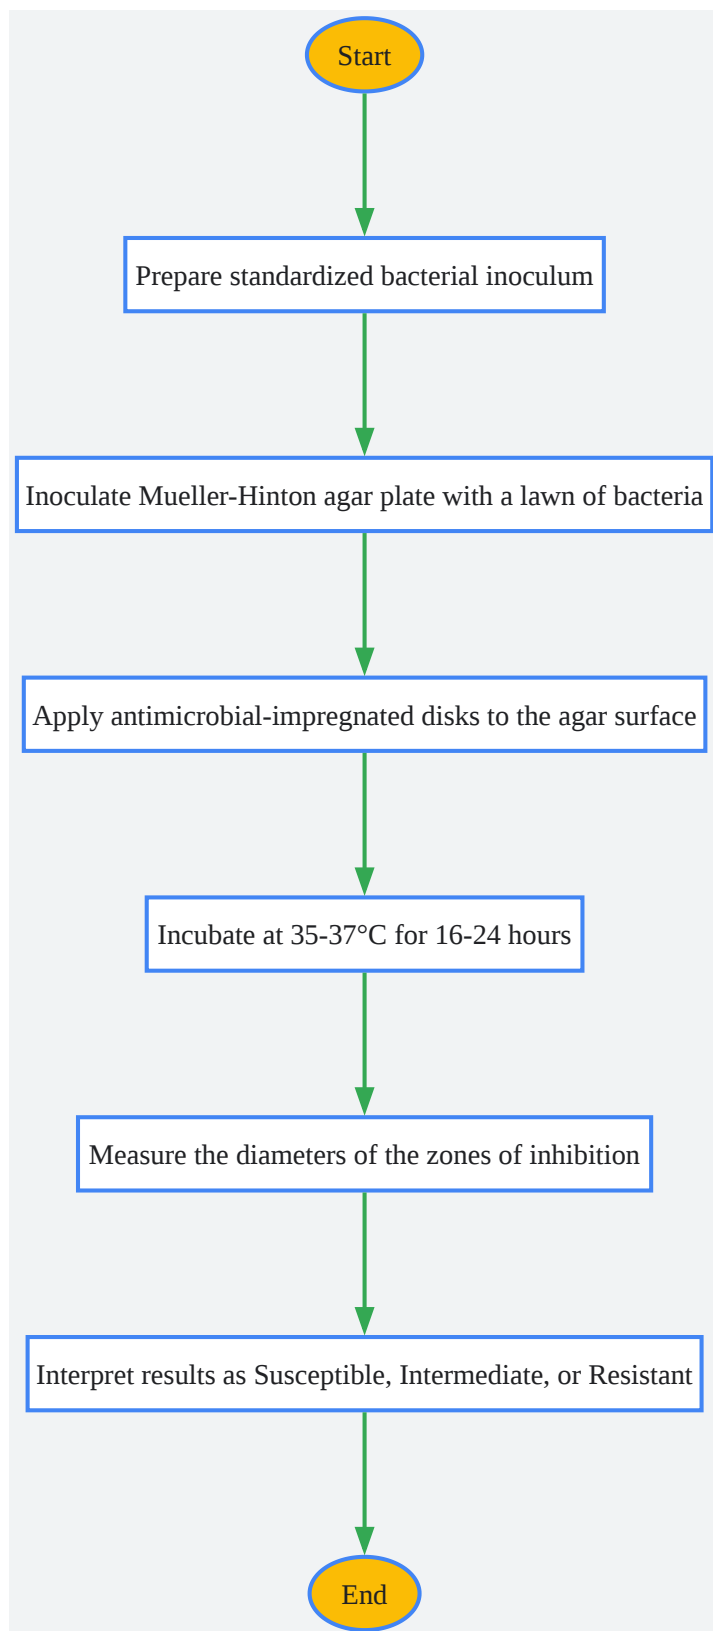 Start
Prepare standardized bacterial inoculum
Inoculate Mueller-Hinton agar plate with a lawn of bacteria
Apply antimicrobial-impregnated disks to the agar surface
Incubate at 35-37°C for 16-24 hours
Measure the diameters of the zones of inhibition
Interpret results as Susceptible, Intermediate, or Resistant
End